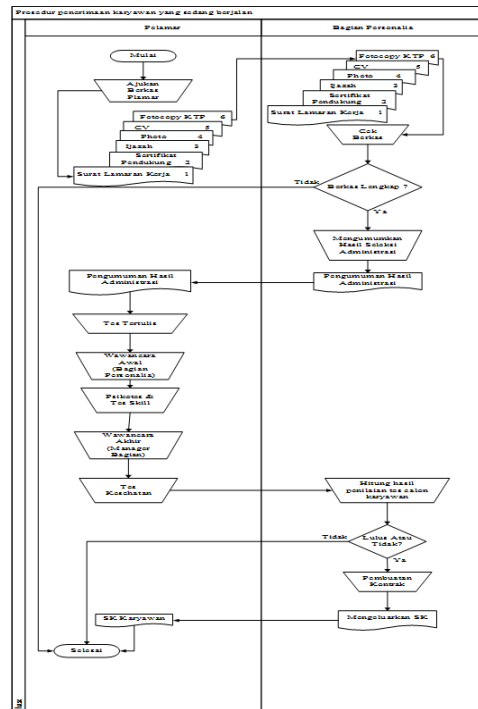 Prosedur penerimaan karyawan yang sedang berjalan
Pelamar
Bagian Personalia
Mulai
Ajukan
Berkas
Plamar
Fotocopy KTP 6
CV 5
Photo 4
Ijazah 3
Sertifikat
Pendukung 2
Surat Lamaran Kerja 1
Fotocopy KTP 6
CV 5
Photo 4
Ijazah 3
Sertifikat
Pendukung 2
Surat Lamaran Kerja 1
Cek
Berkas
Tidak
Berkas Lengkap ?
Ya
Mengumumkan
Hasil Seleksi
Administrasi
Pengumuman Hasil
Administrasi
Pengumuman Hasil
Administrasi
Tes Tertulis
Wawancara
Awal
(Bagian
Personalia)
Psikotes &
Tes Skill
Wawancara
Akhir
(Manager
Bagian)
Tes
Kesehatan
Hitung hasil
penilaian tes calon
karyawan
Tidak
Lulus Atau
Tidak?
Ya
Pembuatan
Kontrak
SK Karyawan
Mengeluarkan SK
Selesai